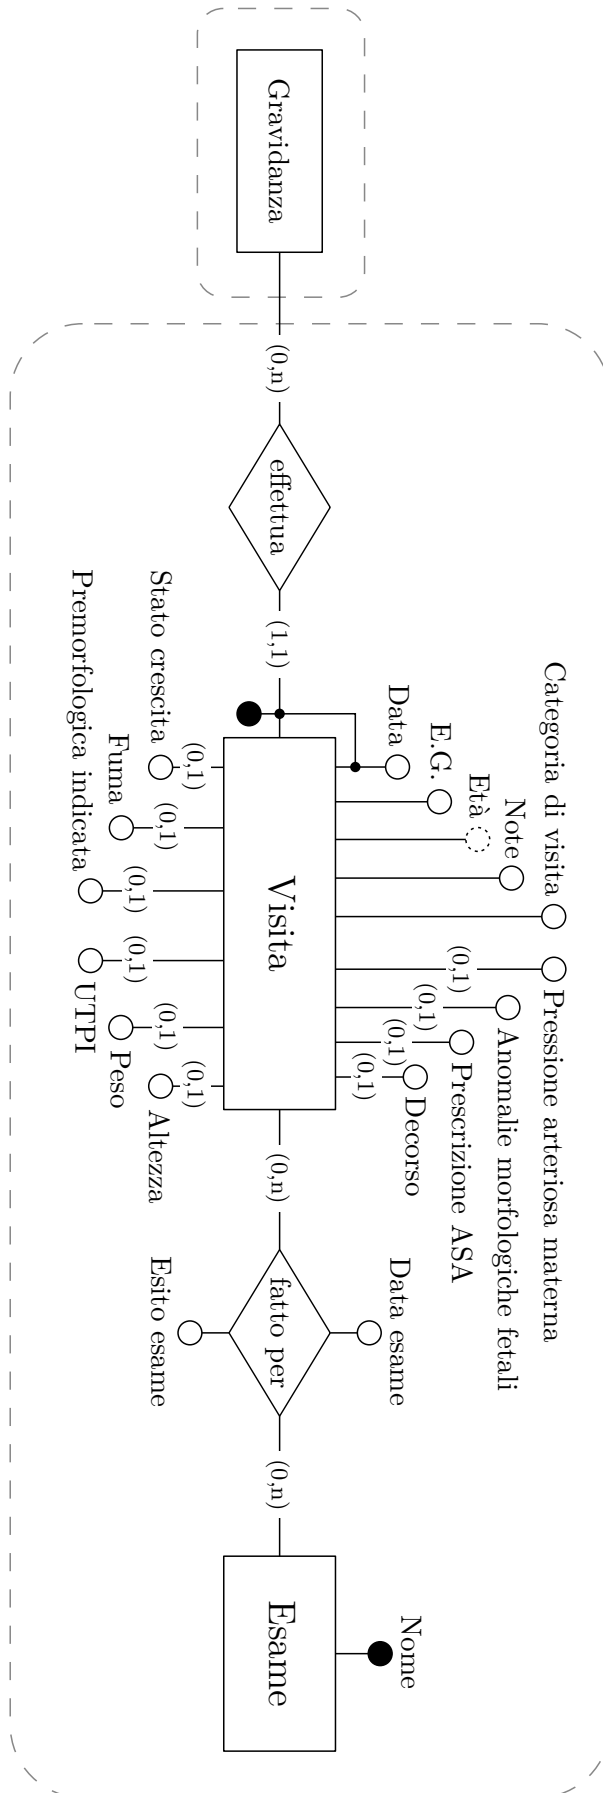 Gravidanza
(0,n)
effettua
(1,1)
Categoria di visita
Note
Età
E.G.
Data
Pressione arteriosa materna
(0,1)
Anomalie morfologiche fetali
(0,1)
Prescrizione ASA
(0,1)
Decorso
(0,1)
Visita
Stato crescita
(0,1)
Fuma
(0,1)
Premorfologica indicata
(0,1)
UTPI
(0,1)
Peso
(0,1)
Altezza
(0,1)
(0,n)
Data esame
fatto per
Esito esame
(0,n)
Nome
Esame